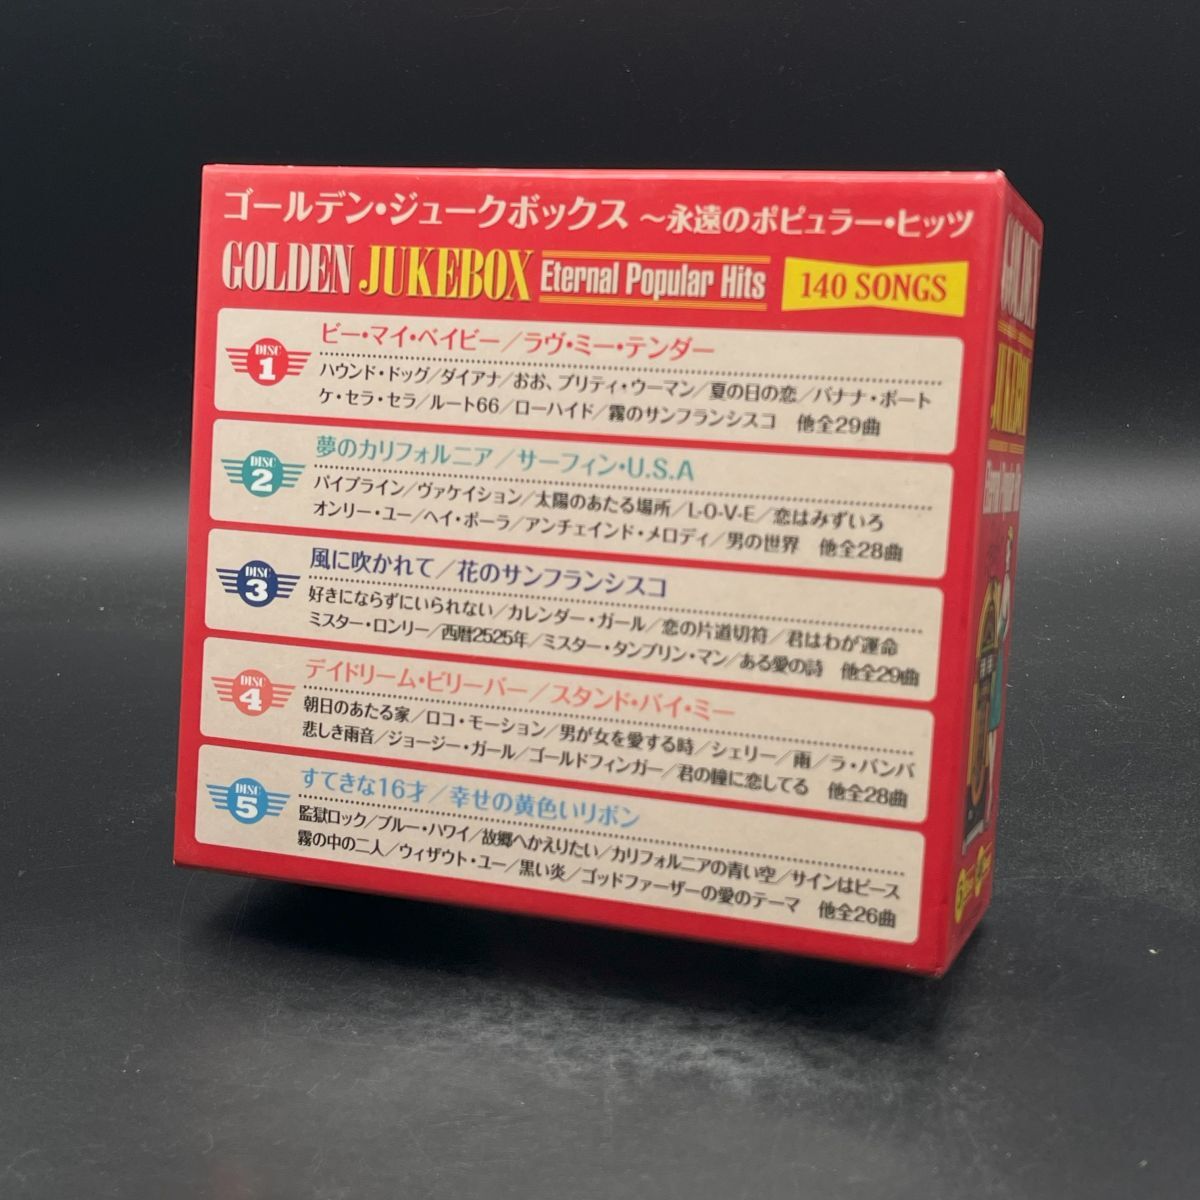 ゴールデン・ジュークボックス ～永遠のポピュラー・ヒッツ
GOLDEN JUKEBOX Eternal Popular Hits 140 SONGS
DISC 1
ビー・マイ・ベイビー／ラヴ・ミー・テンダー
ハウンド・ドッグ／ダイアナ／おお、プリティ・ウーマン／夏の日の恋／バナナ・ボート
ケ・セラ・セラ／ルート66／ローハイド／霧のサンフランシスコ 他全29曲
DISC 2
夢のカリフォルニア／サーフィン・U.S.A
パイプライン／ヴァケイション／太陽のあたる場所／L-O-V-E／恋はみずいろ
オンリー・ユー／ヘイ・ポーラ／アンチェインド・メロディ／男の世界 他全28曲
DISC 3
風に吹かれて／花のサンフランシスコ
好きにならずにいられない／カレンダー・ガール／恋の片道切符／君はわが運命
ミスター・ロンリー／西暦2525年／ミスター・タンブリン・マン／ある愛の詩 他全29曲
DISC 4
デイドリーム・ビリーバー／スタンド・バイ・ミー
朝日のあたる家／ロコ・モーション／男が女を愛する時／シェリー／雨／ラ・バンバ
悲しき雨音／ジョージー・ガール／ゴールドフィンガー／君の瞳に恋してる 他全28曲
DISC 5
すてきな16才／幸せの黄色いリボン
監獄ロック／ブルー・ハワイ／故郷へかえりたい／カリフォルニアの青い空／サインはピース
霧の中の二人／ウィザウト・ユー／黒い炎／ゴッドファーザーの愛のテーマ 他全26曲
GOLDEN
JUKEBOX